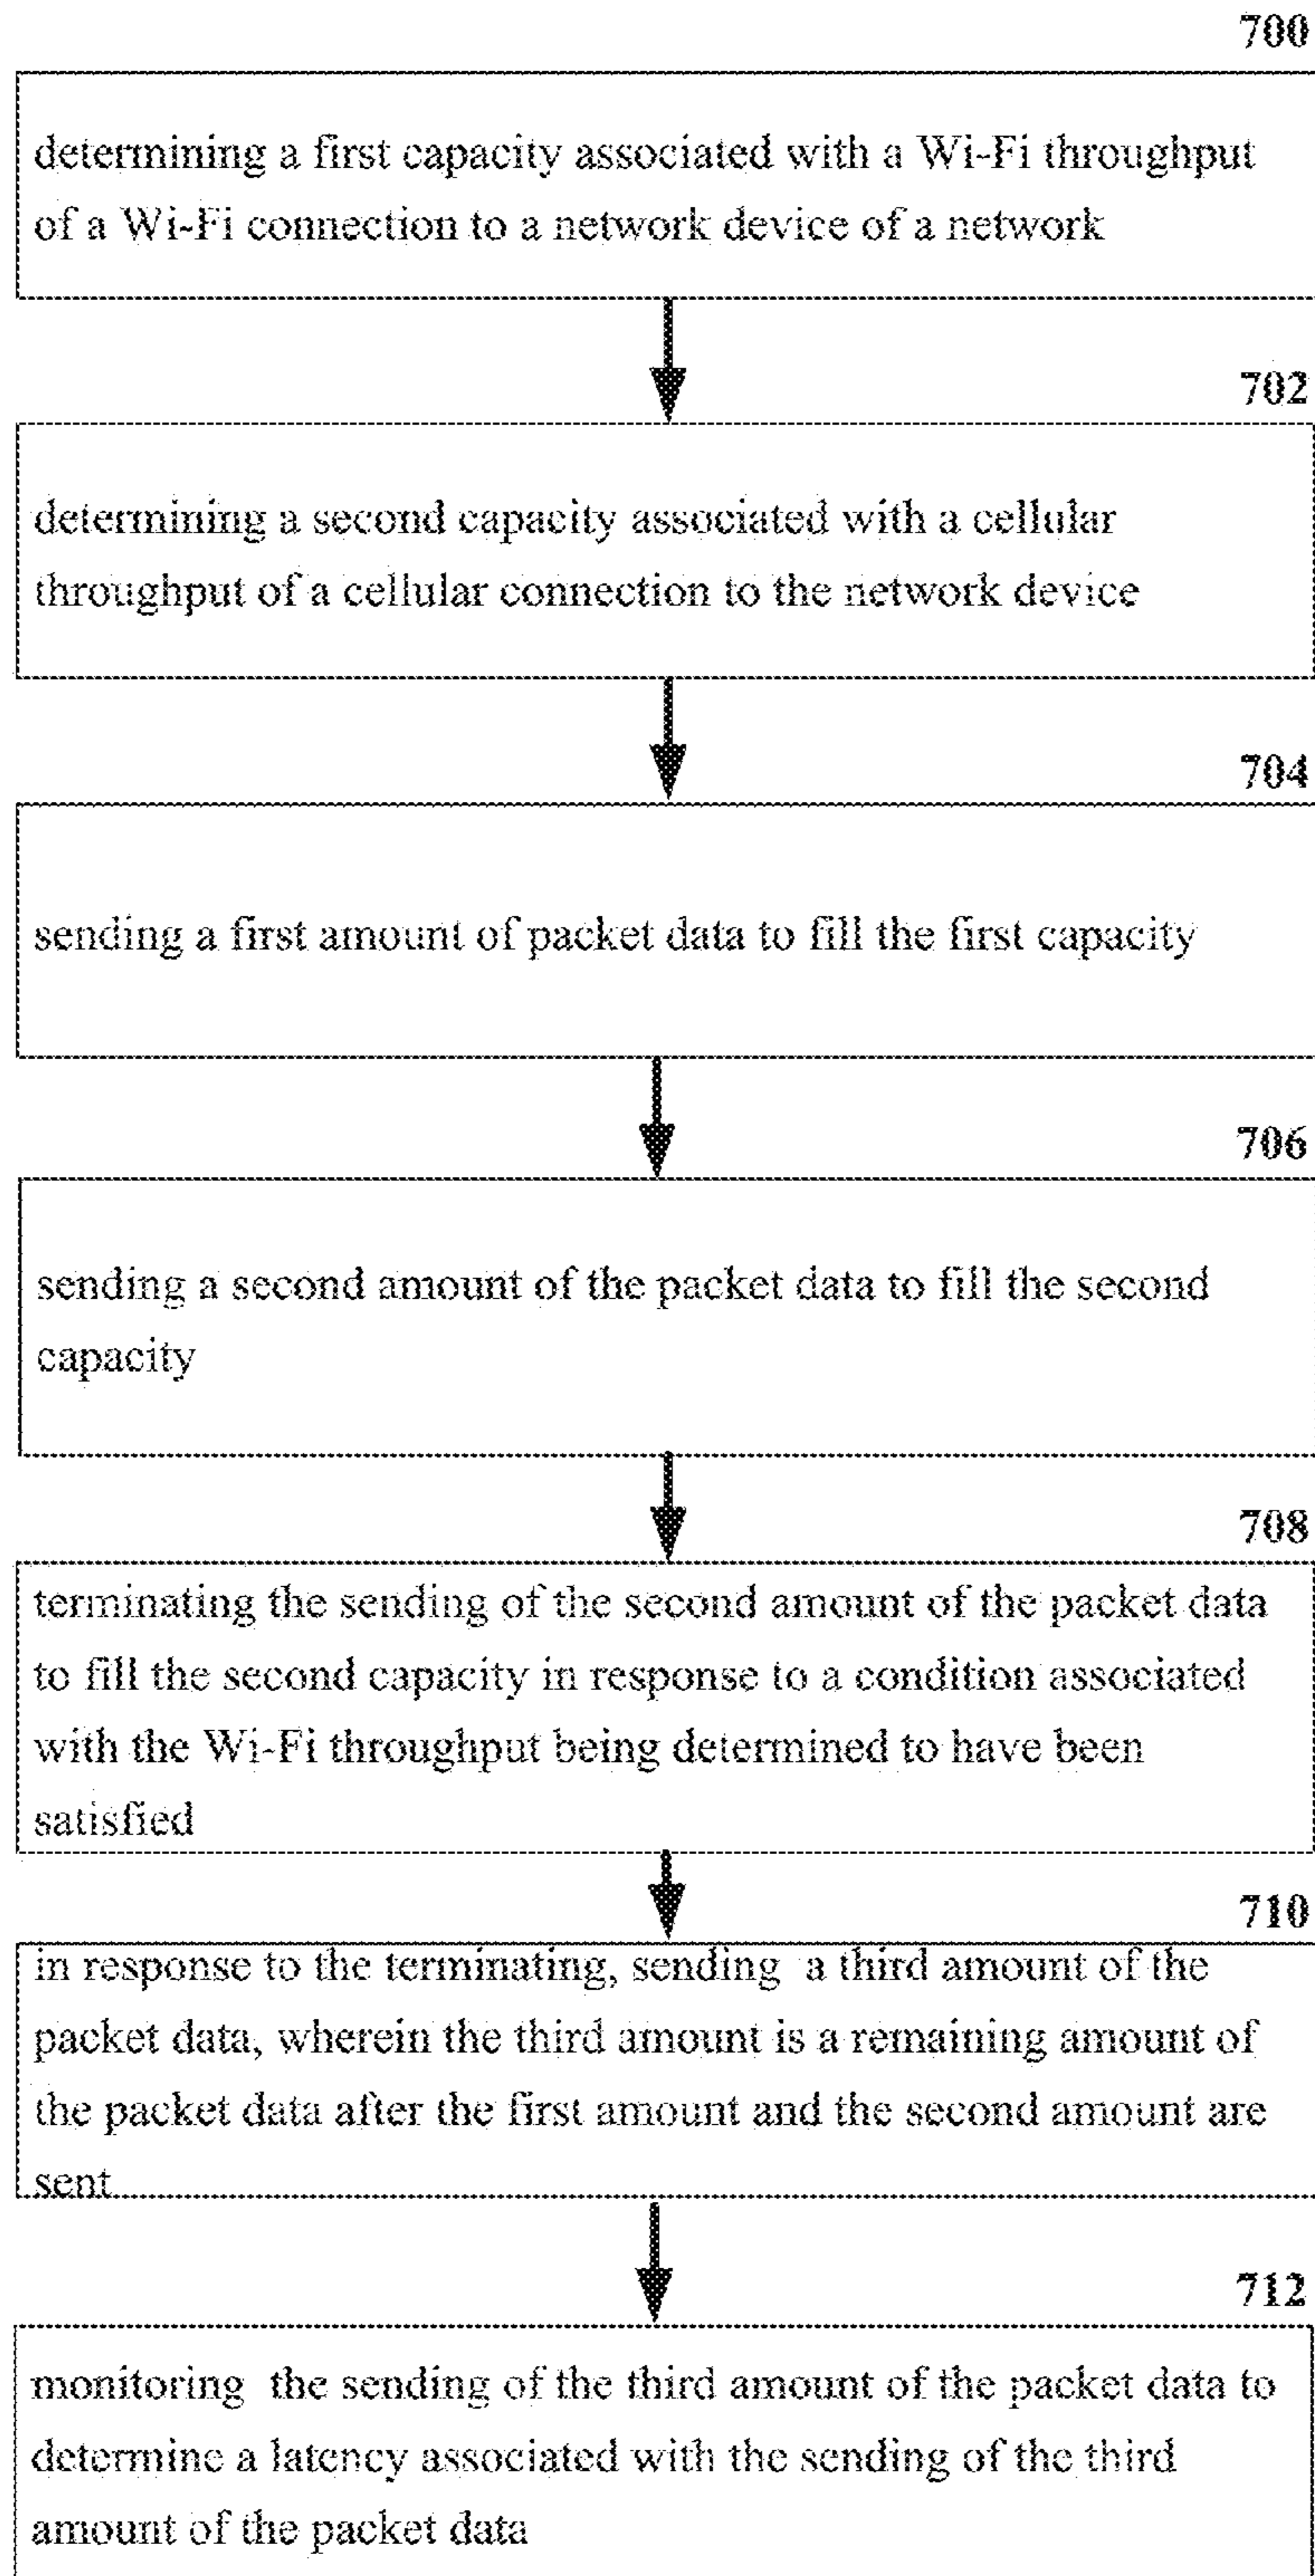 700
determining a first capacity associated with a Wi-Fi throughput
of a Wi-Fi connection to a network device of a network
702
determining a second capacity associated with a cellular
throughput of a cellular connection to the network device
704
sending a first amount of packet data to fill the first capacity
706
sending a second amount of the packet data to fill the second
capacity
708
terminating the sending of the second amount of the packet data
to fill the second capacity in response to a condition associated
with the Wi-Fi throughput being determined to have been
satisfied
710
in response to the terminating, sending a third amount of the
packet data, wherein the third amount is a remaining amount of
the packet data after the first amount and the second amount are
sent
712
monitoring the sending of the third amount of the packet data to
determine a latency associated with the sending of the third
amount of the packet data